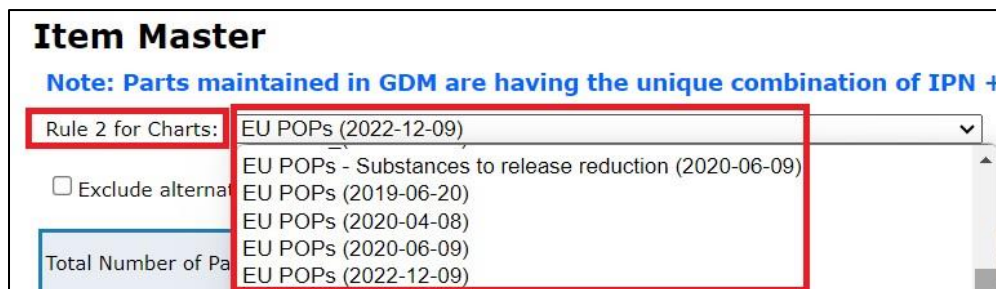 Item Master
Note: Parts maintained in GDM are having the unique combination of IPN +
Rule 2 for Charts: EU POPs (2022-12-09)
EU POPs - Substances to release reduction (2020-06-09)
Exclude
EU POPs (2019-06-20)
EU POPs (2020-04-08)
EU POPs (2020-06-09)
Total Number of
EU POPs (2022-12-09)